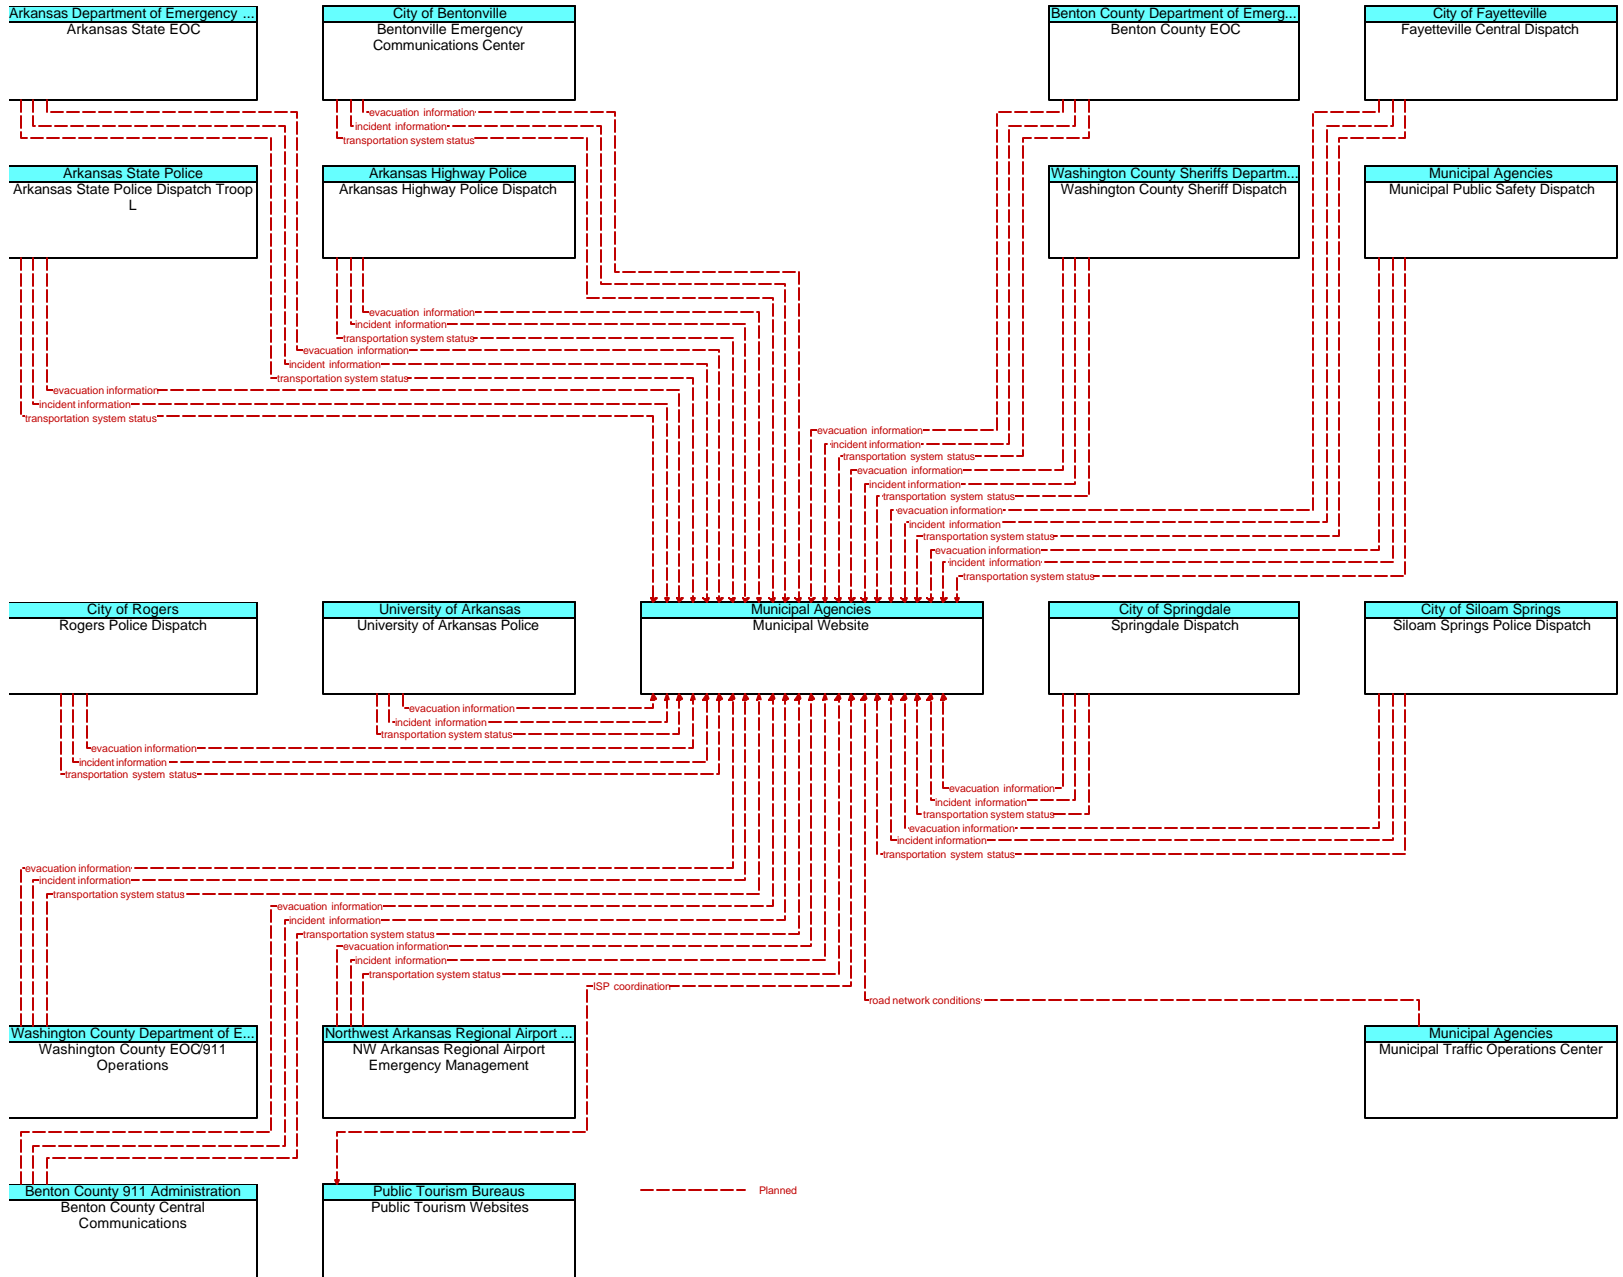 Arkansas Department of Emergency ...
Arkansas State EOC
City of Bentonville
Bentonville Emergency
Communications Center
Benton County Department of Emerg...
Benton County EOC
City of Fayetteville
Fayetteville Central Dispatch
evacuation information
incident information
transportation system status
Arkansas State Police
Arkansas State Police Dispatch Troop
L
Arkansas Highway Police
Arkansas Highway Police Dispatch
Washington County Sheriffs Departm...
Washington County Sheriff Dispatch
Municipal Agencies
Municipal Public Safety Dispatch
evacuation information
incident information
transportation system status
evacuation information
incident information
transportation system status
evacuation information
incident information
transportation system status
evacuation information
incident information
transportation system status
evacuation information
incident information
transportation system status
evacuation information
incident information
transportation system status
evacuation information
incident information
transportation system status
City of Rogers
Rogers Police Dispatch
University of Arkansas
University of Arkansas Police
Municipal Agencies
Municipal Website
City of Springdale
Springdale Dispatch
City of Siloam Springs
Siloam Springs Police Dispatch
evacuation information
incident information
transportation system status
evacuation information
incident information
transportation system status
evacuation information
incident information
transportation system status
evacuation information
incident information
transportation system status
evacuation information
incident information
transportation system status
evacuation information
incident information
transportation system status
evacuation information
incident information
transportation system status
ISP coordination
road network conditions
Washington County Department of E...
Washington County EOC/911
Operations
Northwest Arkansas Regional Airport ...
NW Arkansas Regional Airport
Emergency Management
Municipal Agencies
Municipal Traffic Operations Center
Benton County 911 Administration
Benton County Central
Communications
Public Tourism Bureaus
Public Tourism Websites
Planned